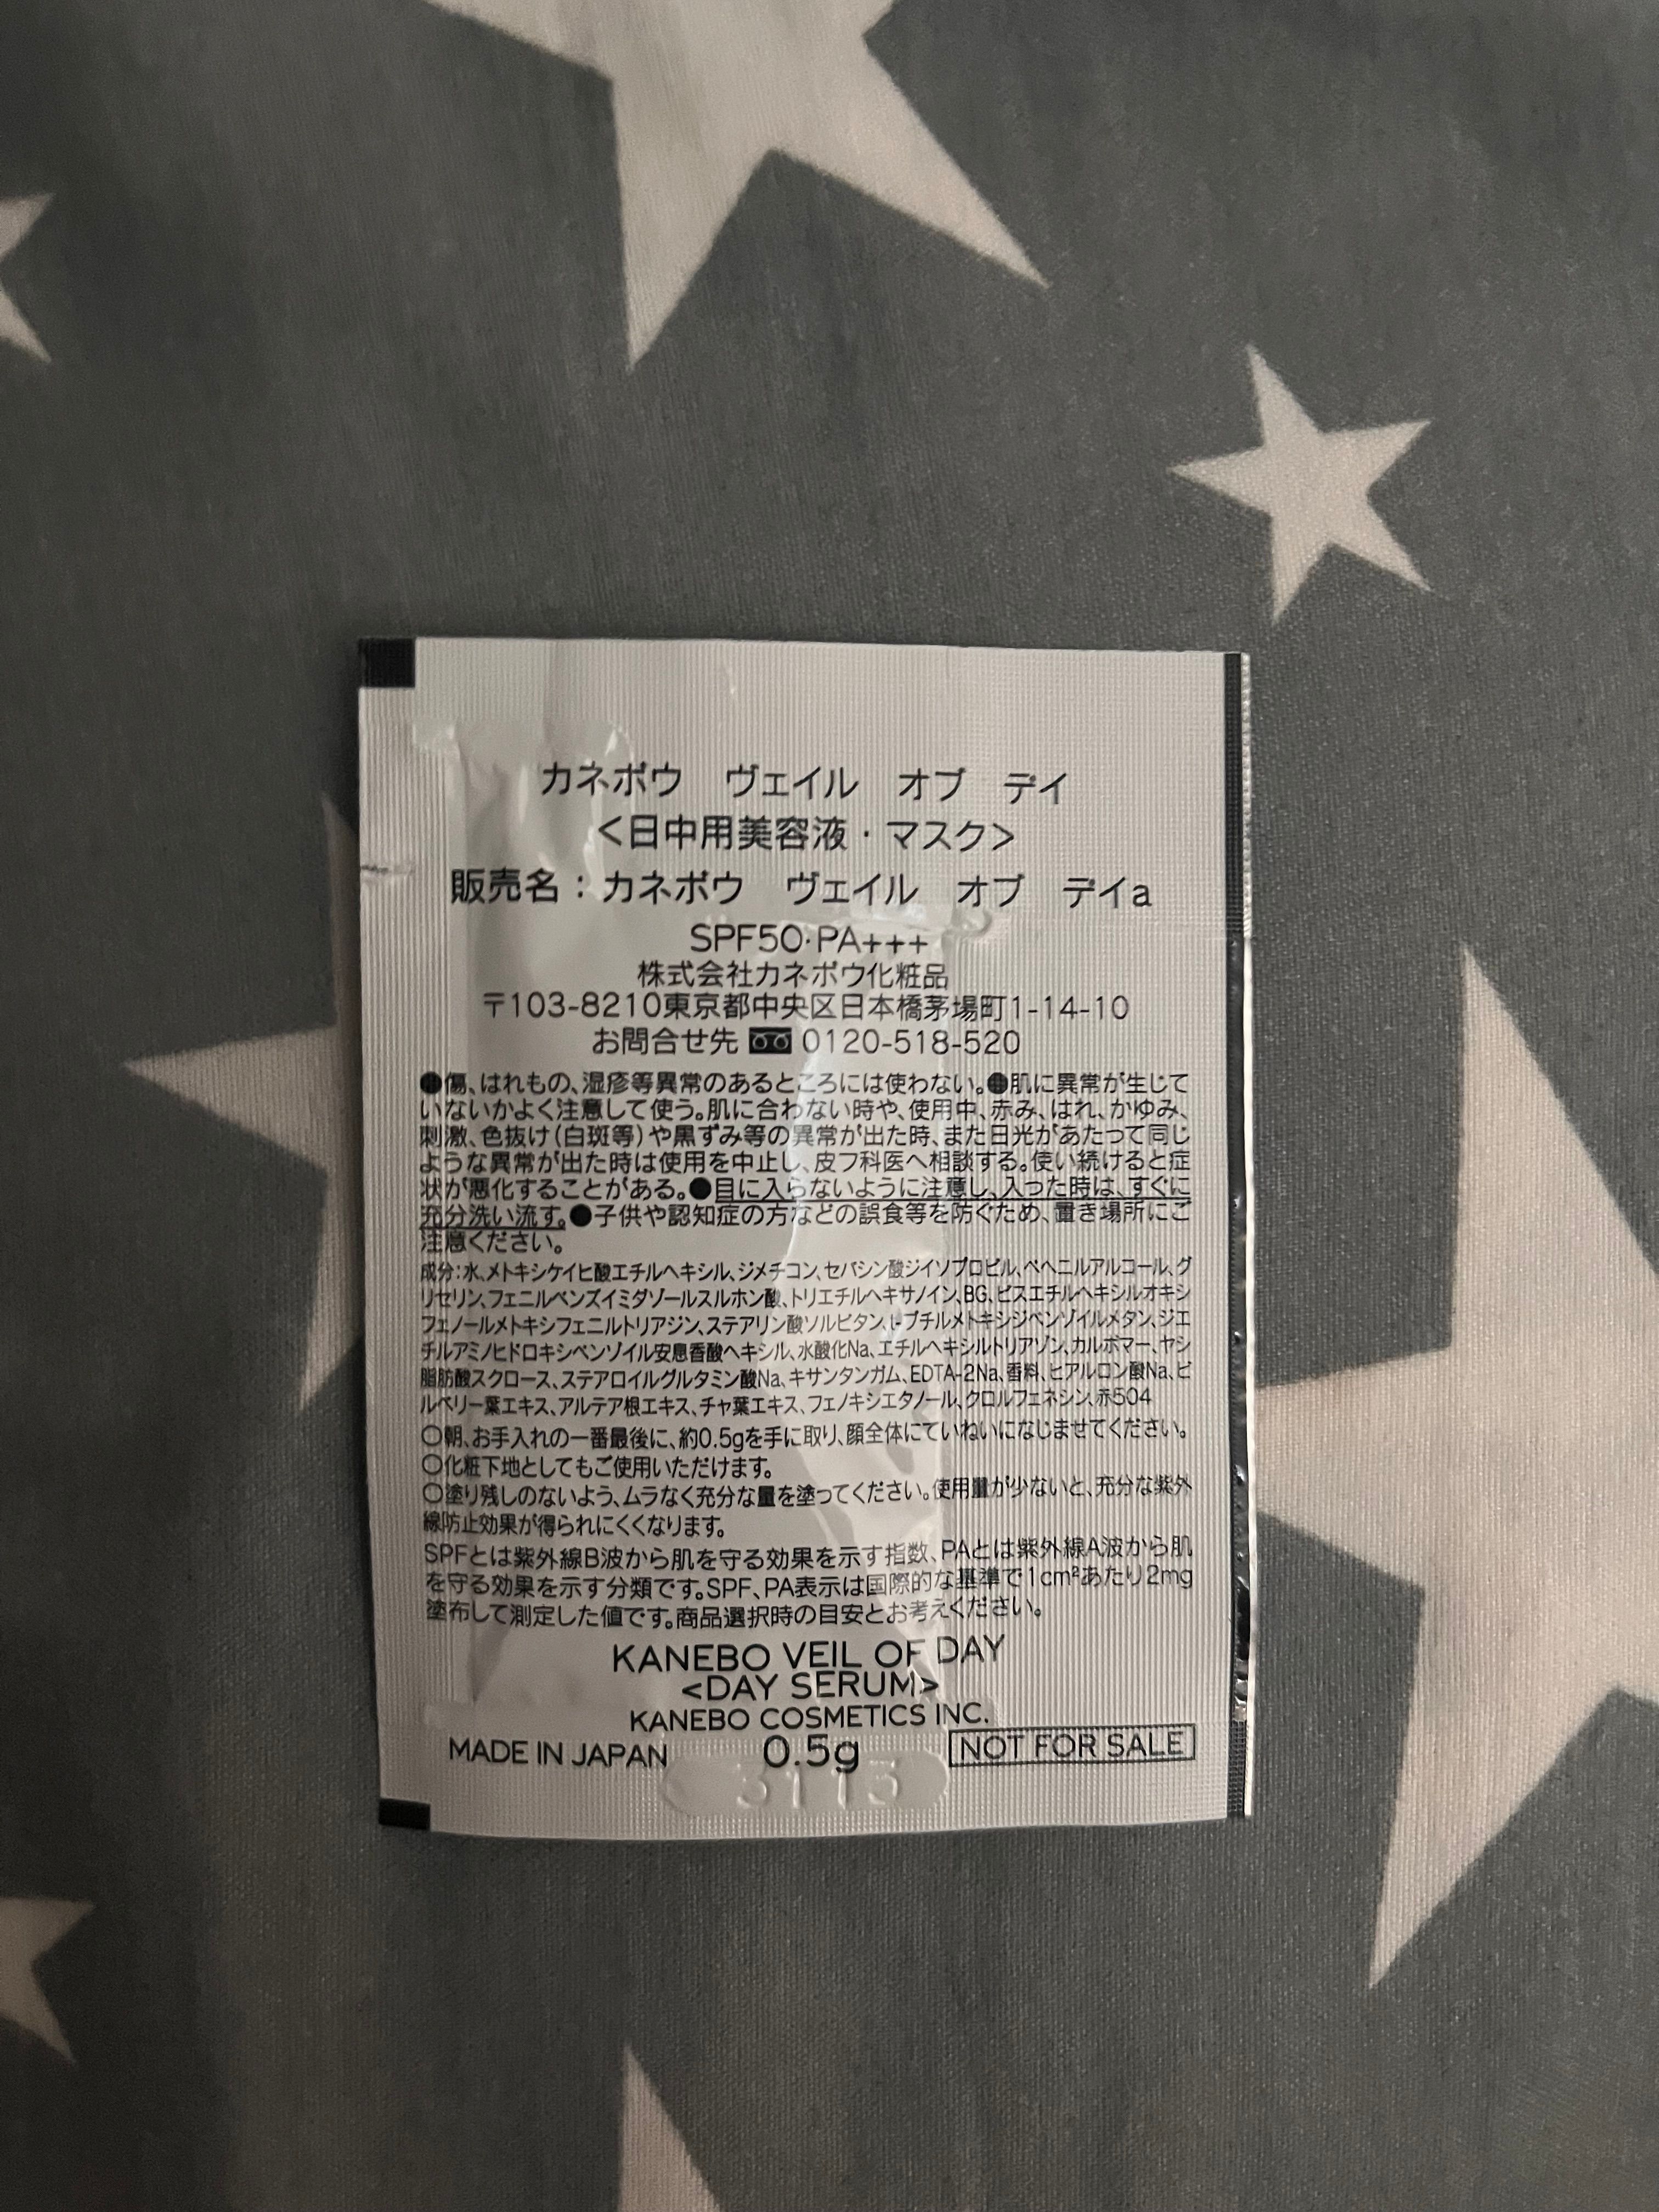 カネボウ ヴェイル オブ デイ
<日中用美容液・マスク>
販売名：カネボウ ヴェイル オブ デイa
SPF50・PA+++
株式会社カネボウ化粧品
〒103-8210東京都中央区日本橋茅場町1-14-10
お問合せ先 0120-518-520
●傷、はれもの、湿疹等異常のあるところには使わない。●肌に異常が生じて
いないかよく注意して使う。肌に合わない時や、使用中、赤み、はれ、かゆみ、
刺激、色抜け(白斑等)や黒ずみ等の異常が出た時、また日光があたって同じ
ような異常が出た時は使用を中止し、皮フ科医へ相談する。使い続けると症
状が悪化することがある。●目に入らないように注意し、入った時は、すぐに
充分洗い流す。●子供や認知症の方などの誤食等を防ぐため、置き場所にご
注意ください。
成分：水、メトキシケイヒ酸エチルヘキシル、ジメチコン、セバシン酸ジイソプロピル、ベヘニルアルコール、グ
リセリン、フェニルベンズイミダゾールスルホン酸、トリエチルヘキサノイン、BG、ビスエチルヘキシルオキシ
フェノールメトキシフェニルトリアジン、ステアリン酸ソルビタン、t-ブチルメトキシジベンゾイルメタン、ジエ
チルアミノヒドロキシベンゾイル安息香酸ヘキシル、水酸化Na、エチルヘキシルトリアゾン、カルボマー、ヤシ
脂肪酸スクロース、ステアロイルグルタミン酸Na、キサンタンガム、EDTA-2Na、香料、ヒアルロン酸Na、ビ
ルベリー葉エキス、アルテア根エキス、チャ葉エキス、フェノキシエタノール、クロルフェネシン、赤504
○朝、お手入れの一番最後に、約0.5gを手に取り、顔全体にていねいになじませてください。
○化粧下地としてもご使用いただけます。
○塗り残しのないよう、ムラなく充分な量を塗ってください。使用量が少ないと、充分な紫外
線防止効果が得られにくくなります。
SPFとは紫外線B波から肌を守る効果を示す指数、PAとは紫外線A波から肌
を守る効果を示す分類です。SPF、PA表示は国際的な基準で1cm²あたり2mg
塗布して測定した値です。商品選択時の目安とお考えください。
KANEBO VEIL OF DAY
<DAY SERUM>
KANEBO COSMETICS INC.
MADE IN JAPAN 0.5g NOT FOR SALE
3113